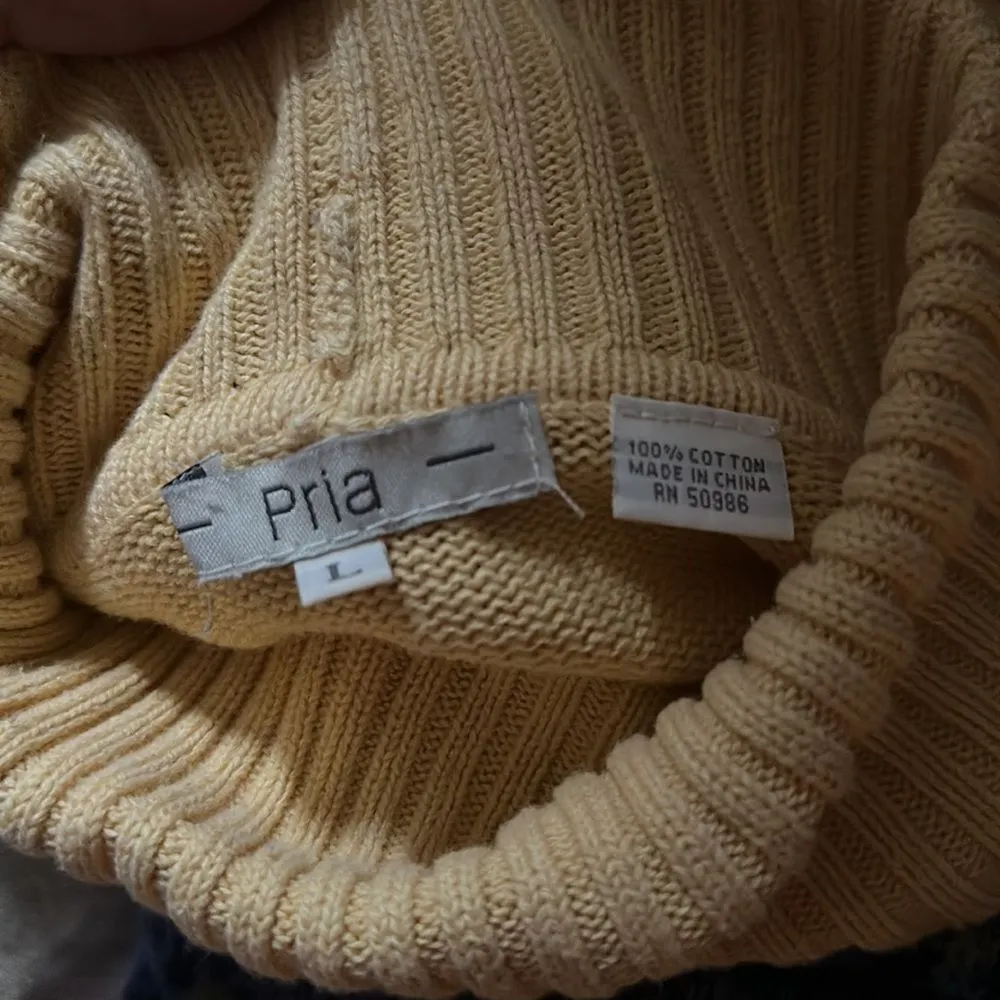 Pria
L
100% COTTON
MADE IN CHINA
RN 50986